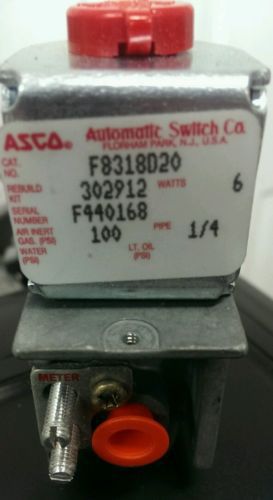 ASCO® Automatic Switch Co.
FLORHAM PARK, N.J., U.S.A.
CAT. NO. F8318D20
REBUILD KIT 302912 WATTS 6
SERIAL NUMBER F440168
AIR INERT GAS. (PSI) 100 PIPE 1/4
WATER (PSI) LT. OIL (PSI)
METER